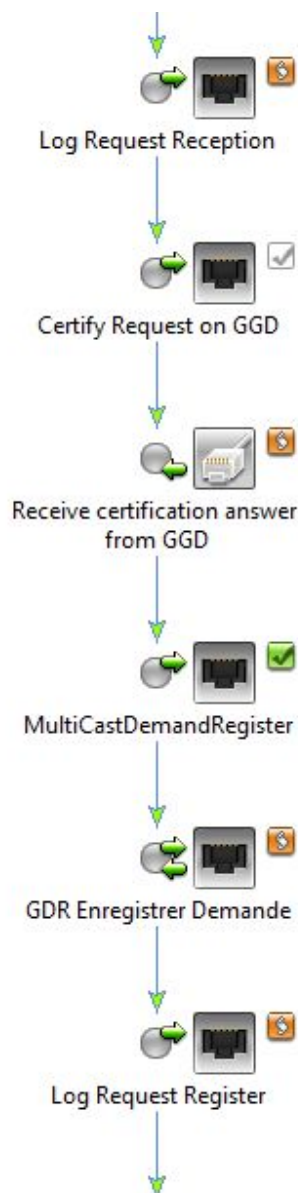 Log Request Reception
Certify Request on GGD
Receive certification answer
from GGD
MultiCastDemandRegister
GDR Enregistrer Demande
Log Request Register